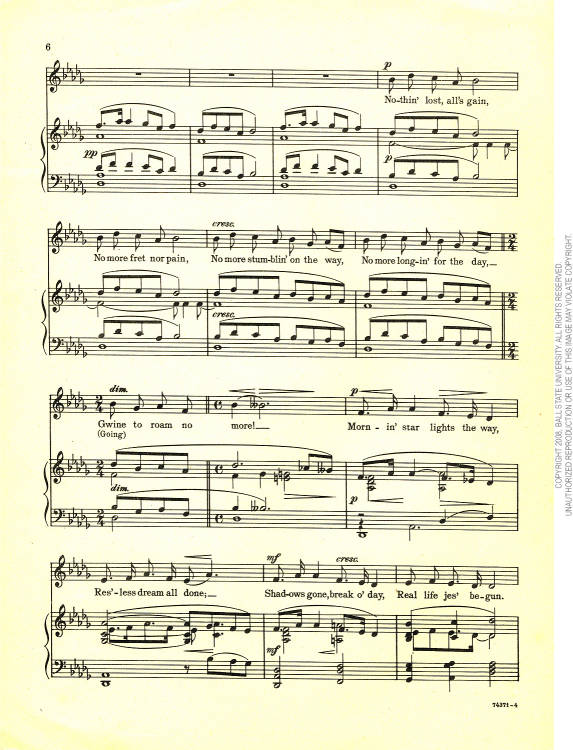 6
p
No-thin' lost, all's gain,
pp
p
cresc.
No more fret nor pain, No more stum-blin' on the way, No more long-in' for the day,
cresc.
dim.
Gwine to roam no more! Morn - in' star lights the way,
(Going)
dim.
p
mf cresc.
Res'-less dream all done; Shad-ows gone, break o' day, Real life jes' be-gun.
mf
74371-4
COPYRIGHT 2008, BALL STATE UNIVERSITY. ALL RIGHTS RESERVED.
UNAUTHORIZED REPRODUCTION OR USE OF THIS IMAGE MAY VIOLATE COPYRIGHT.